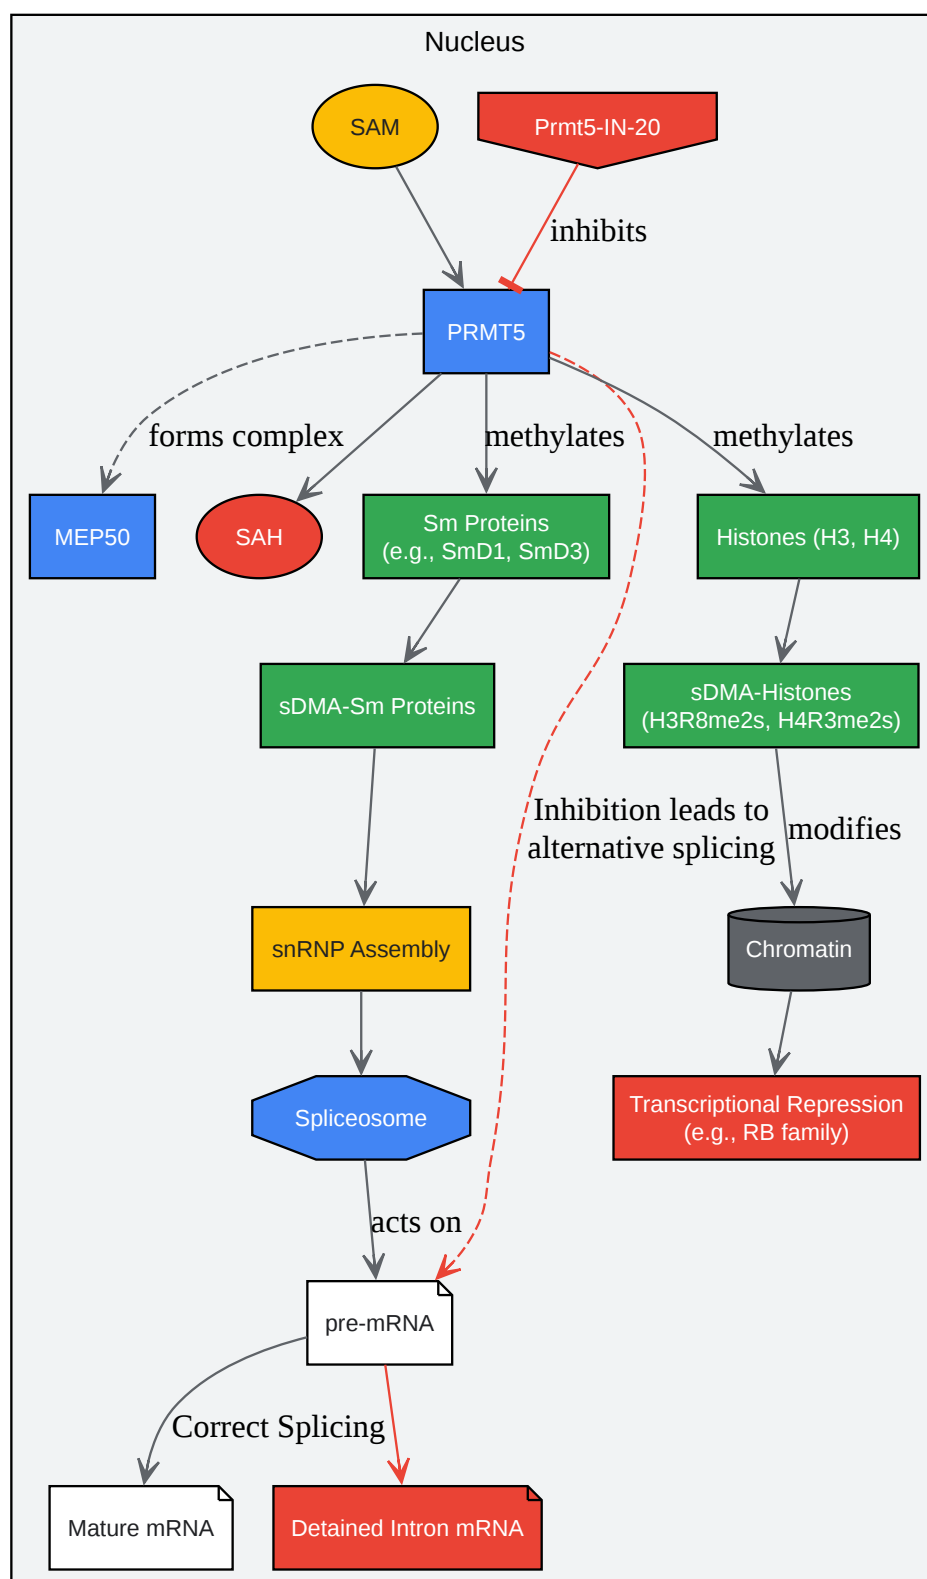 Nucleus
SAM
Prmt5-IN-20
inhibits
PRMT5
forms complex
methylates
methylates
MEP50
SAH
Sm Proteins
(e.g., SmD1, SmD3)
Histones (H3, H4)
sDMA-Sm Proteins
sDMA-Histones
(H3R8me2s, H4R3me2s)
Inhibition leads to
alternative splicing
modifies
snRNP Assembly
Chromatin
Spliceosome
Transcriptional Repression
(e.g., RB family)
acts on
pre-mRNA
Correct Splicing
Mature mRNA
Detained Intron mRNA